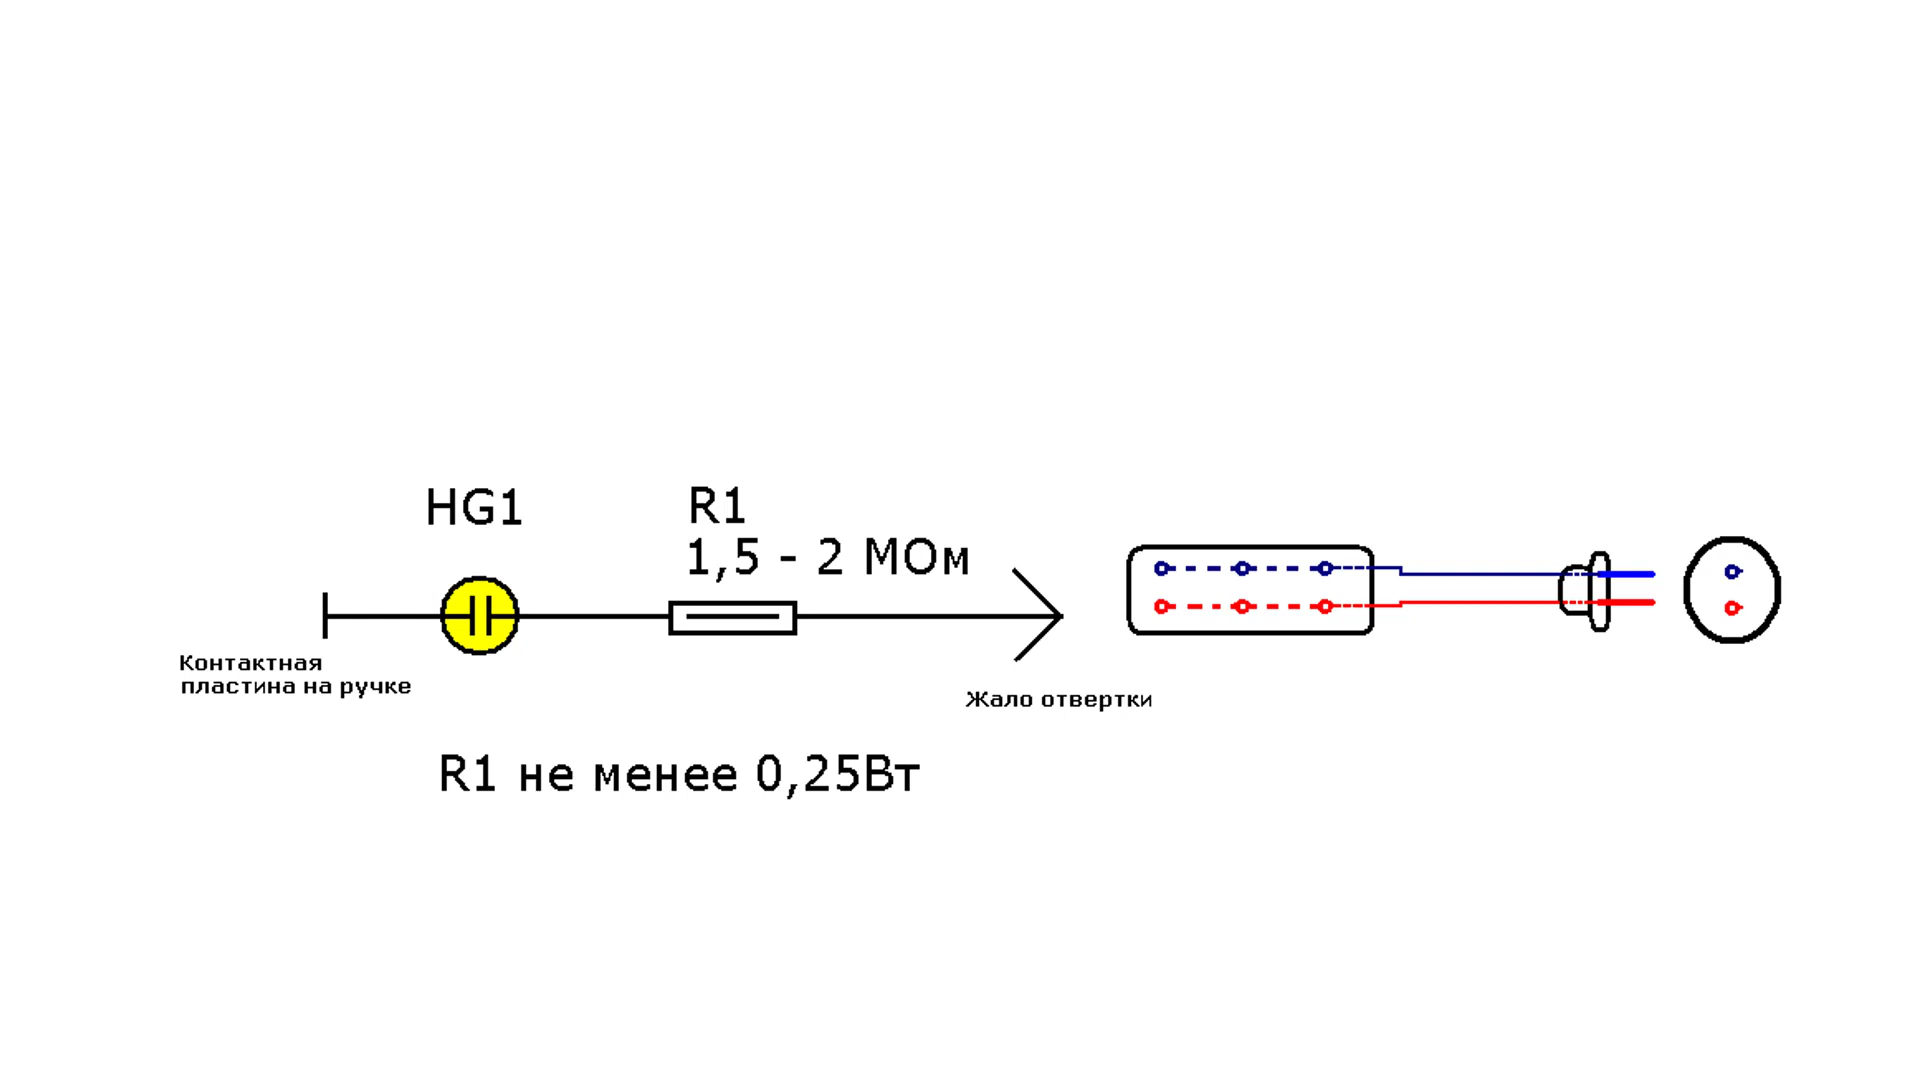 HG1
R1
1,5 - 2 МОм
Контактная
пластина на ручке
Жало отвертки
R1 не менее 0,25Вт